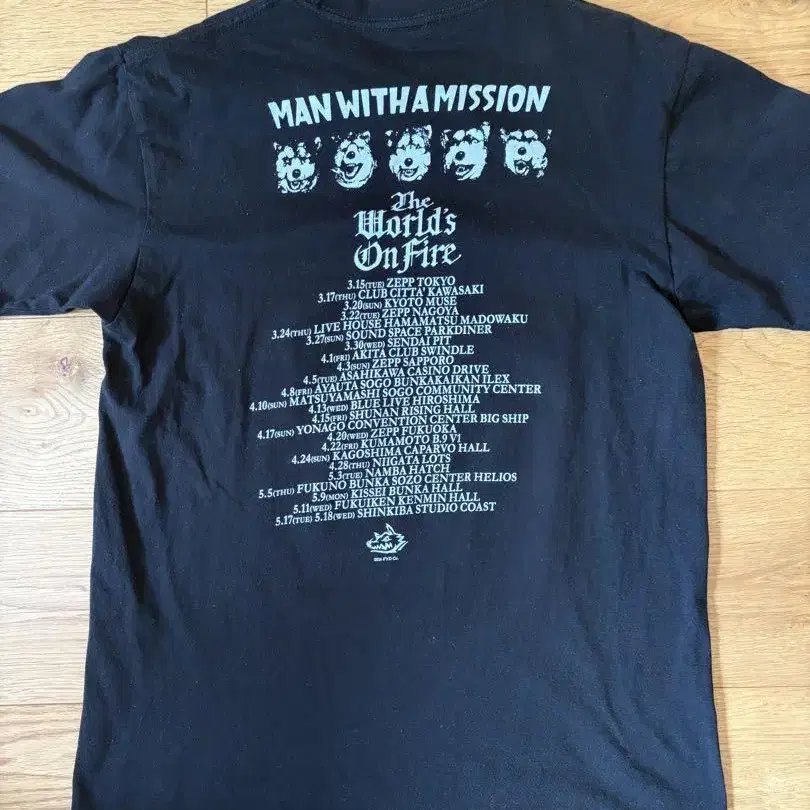 MAN WITH A MISSION
The
World's
On Fire
3.15(TUE) ZEPP TOKYO
3.17(THU) CLUB CITTA' KAWASAKI
3.20(SUN) KYOTO MUSE
3.22(TUE) ZEPP NAGOYA
3.24(THU) LIVE HOUSE HAMAMATSU MADOWAKU
3.27(SUN) SOUND SPACE PARKDINER
3.30(WED) SENDAI PIT
4.1(FRI) AKITA CLUB SWINDLE
4.3(SUN) ZEPP SAPPORO
4.5(TUE) ASAHIKAWA CASINO DRIVE
4.8(FRI) AYAUTA SOGO BUNKAKAIKAN ILEX
4.10(SUN) MATSUYAMASHI SOGO COMMUNITY CENTER
4.13(WED) BLUE LIVE HIROSHIMA
4.15(FRI) SHUNAN RISING HALL
4.17(SUN) YONAGO CONVENTION CENTER BIG SHIP
4.20(WED) ZEPP FUKUOKA
4.22(FRI) KUMAMOTO B.9 V1
4.24(SUN) KAGOSHIMA CAPARVO HALL
4.28(THU) NIIGATA LOTS
5.3(TUE) NAMBA HATCH
5.5(THU) FUKUNO BUNKA SOZO CENTER HELIOS
5.9(MON) KISSEI BUNKA HALL
5.11(WED) FUKUIKEN KENMIN HALL
5.17(TUE) 5.18(WED) SHINKIBA STUDIO COAST